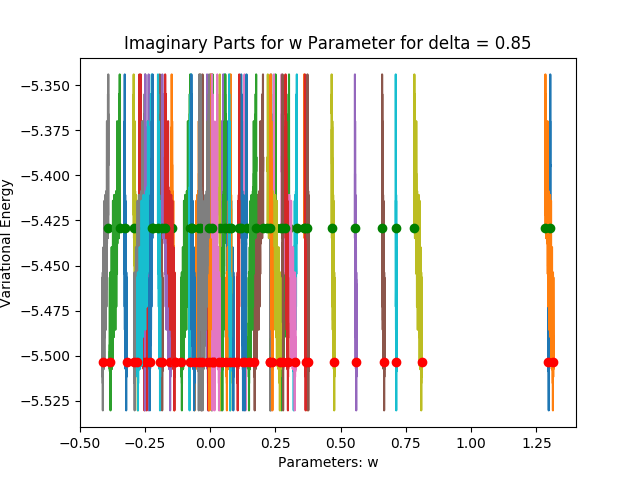 Imaginary Parts for w Parameter for delta = 0.85
Variational Energy
−5.350
−5.375
−5.400
−5.425
−5.450
−5.475
−5.500
−5.525
−0.50 −0.25 0.00 0.25 0.50 0.75 1.00 1.25
Parameters: w